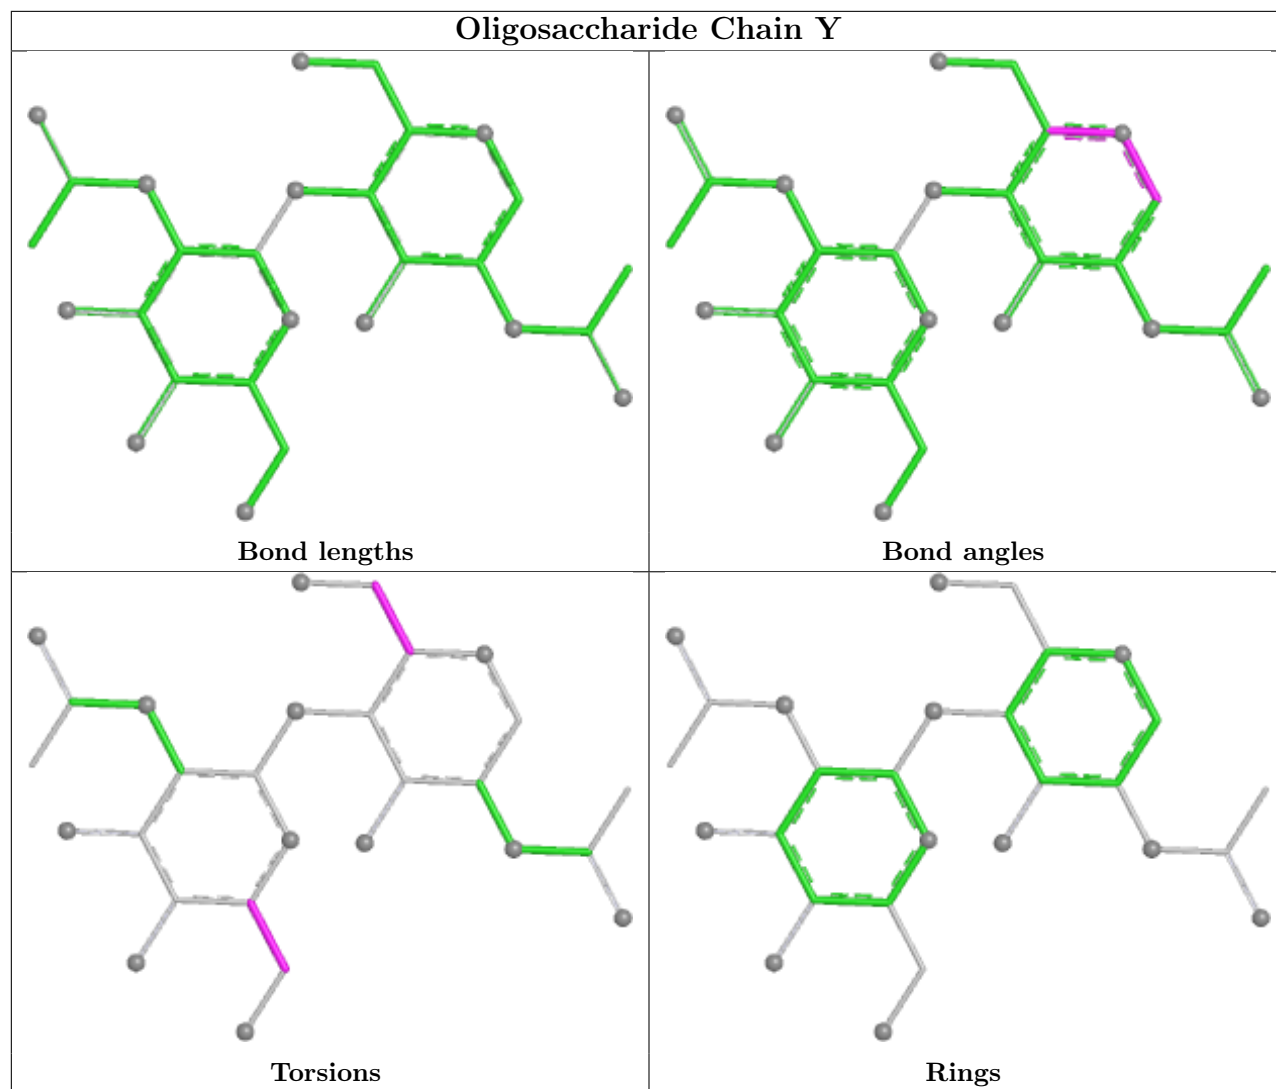 Oligosaccharide Chain Y
Bond lengths
Bond angles
Torsions
Rings